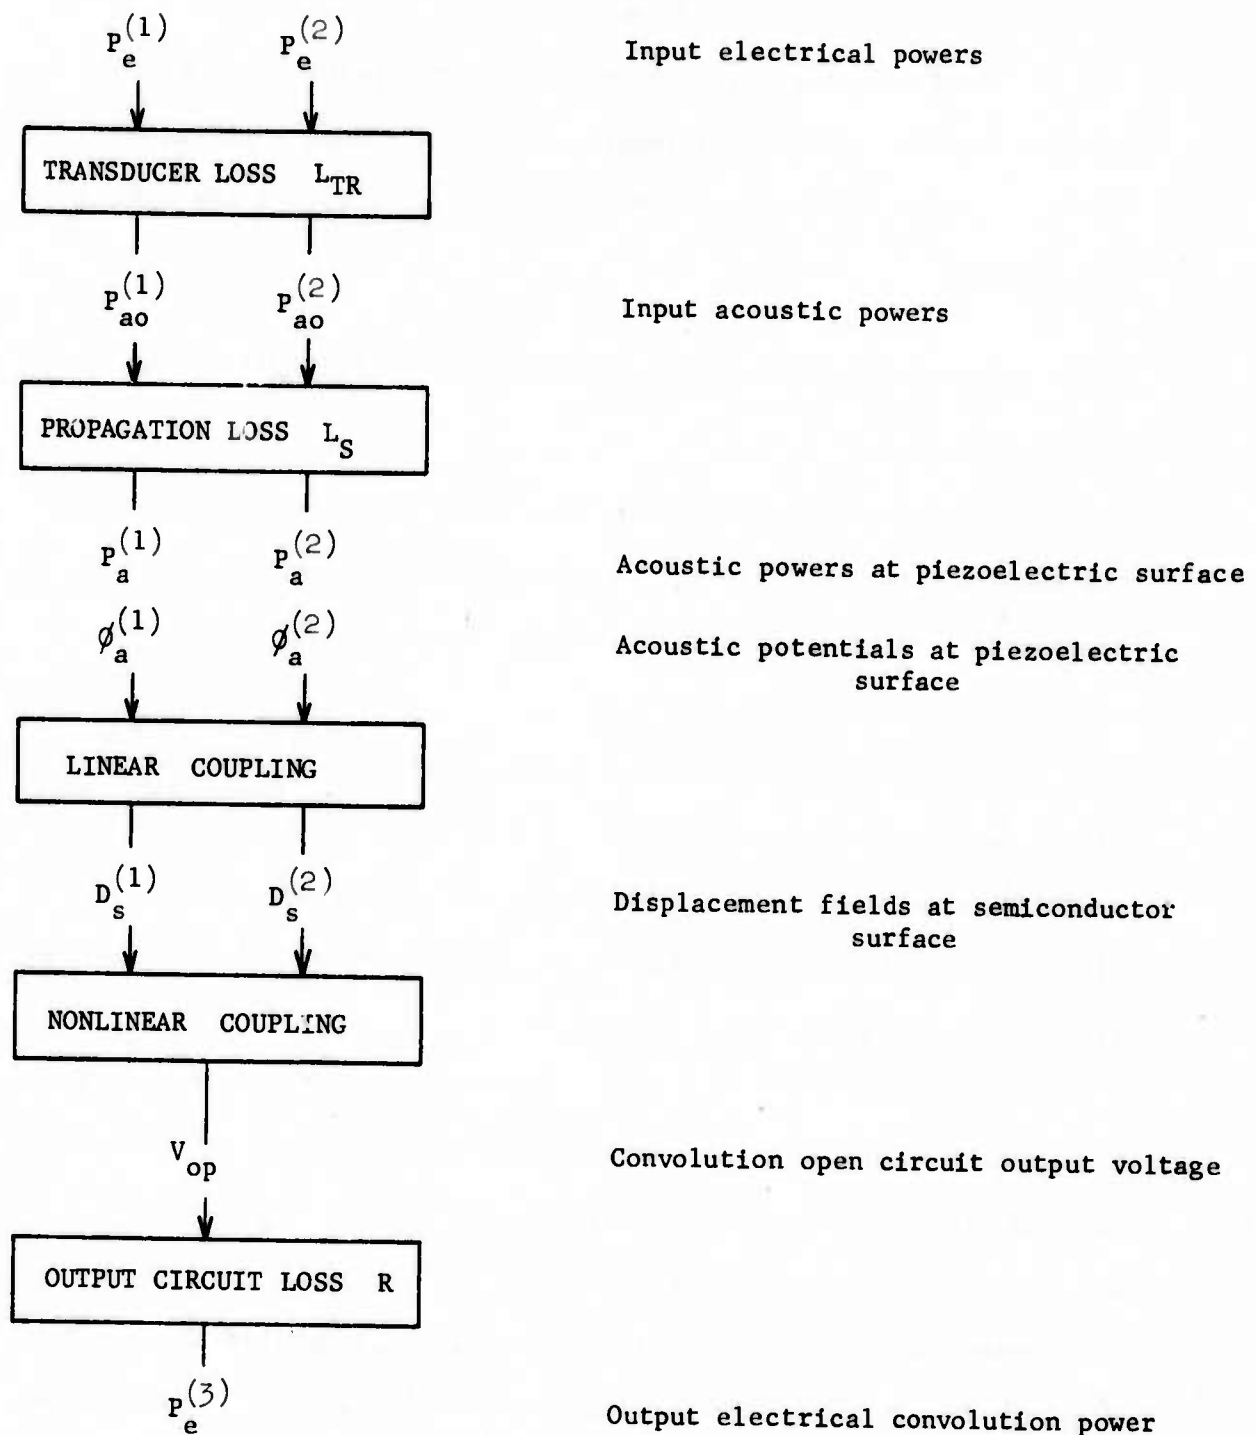 P_e^(1) P_e^(2) Input electrical powers
TRANSDUCER LOSS L_TR
P_ao^(1) P_ao^(2) Input acoustic powers
PROPAGATION LOSS L_S
P_a^(1) P_a^(2) Acoustic powers at piezoelectric surface
ø_a^(1) ø_a^(2) Acoustic potentials at piezoelectric
surface
LINEAR COUPLING
D_s^(1) D_s^(2) Displacement fields at semiconductor
surface
NONLINEAR COUPLING
V_op Convolution open circuit output voltage
OUTPUT CIRCUIT LOSS R
P_e^(3) Output electrical convolution power